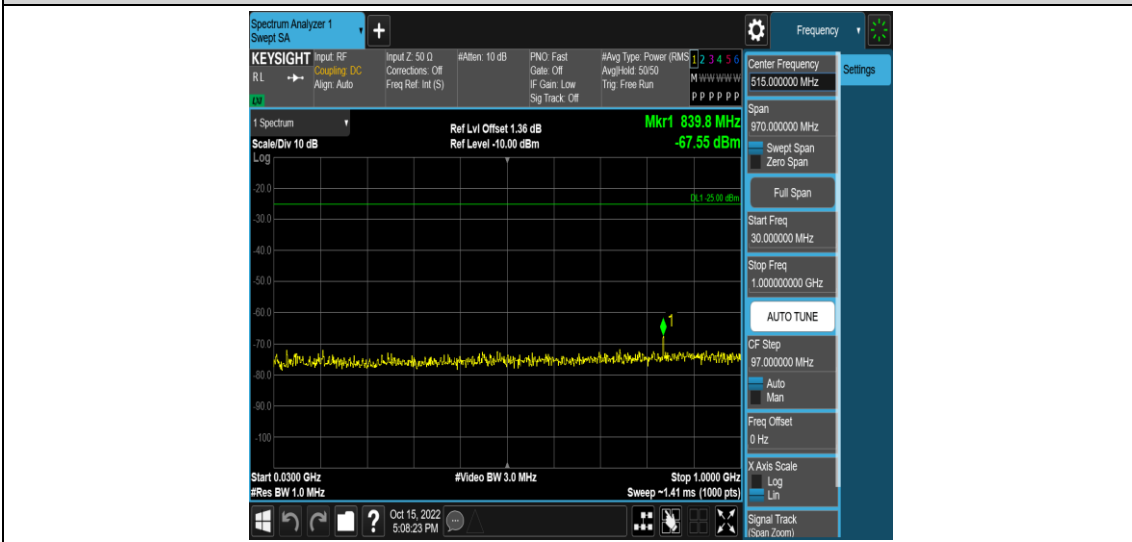 Spectrum Analyzer 1
Swept SA
+
Frequency
KEYSIGHT
RL
LXI
Input: RF
Coupling: DC
Align: Auto
Input Z: 50 Ω
Corrections: Off
Freq Ref: Int (S)
#Atten: 10 dB
PNO: Fast
Gate: Off
IF Gain: Low
Sig Track: Off
#Avg Type: Power (RMS
Avg|Hold: 50/50
Trig: Free Run
1 2 3 4 5 6
M W W W W W
P P P P P P
1 Spectrum
Scale/Div 10 dB
Log
Ref Lvl Offset 1.36 dB
Ref Level -10.00 dBm
Mkr1 839.8 MHz
-67.55 dBm
-20.0
DL1 -25.00 dBm
-30.0
-40.0
-50.0
-60.0
1
-70.0
-80.0
-90.0
-100
Start 0.0300 GHz
#Res BW 1.0 MHz
#Video BW 3.0 MHz
Stop 1.0000 GHz
Sweep ~1.41 ms (1000 pts)
?
Oct 15, 2022
5:08:23 PM
Center Frequency
515.000000 MHz
Settings
Span
970.000000 MHz
Swept Span
Zero Span
Full Span
Start Freq
30.000000 MHz
Stop Freq
1.000000000 GHz
AUTO TUNE
CF Step
97.000000 MHz
Auto
Man
Freq Offset
0 Hz
X Axis Scale
Log
Lin
Signal Track
(Span Zoom)